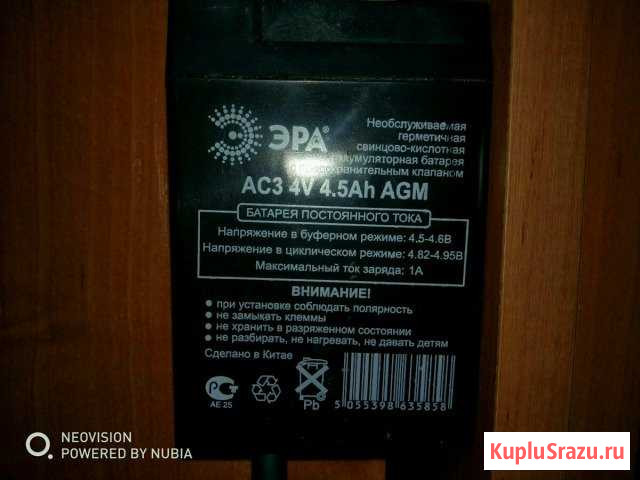 ЭРА®
Необслуживаемая
герметичная
свинцово-кислотная
аккумуляторная батарея
с предохранительным клапаном
AC3 4V 4.5Ah AGM
БАТАРЕЯ ПОСТОЯННОГО ТОКА
Напряжение в буферном режиме: 4.5-4.6В
Напряжение в циклическом режиме: 4.82-4.95В
Максимальный ток заряда: 1А
ВНИМАНИЕ!
• при установке соблюдать полярность
• не замыкать клеммы
• не хранить в разряженном состоянии
• не разбирать, не нагревать, не давать детям
Сделано в Китае
АЕ 25
Pb
5 055398 635858
NEOVISION
POWERED BY NUBIA
KupluSrazu.ru